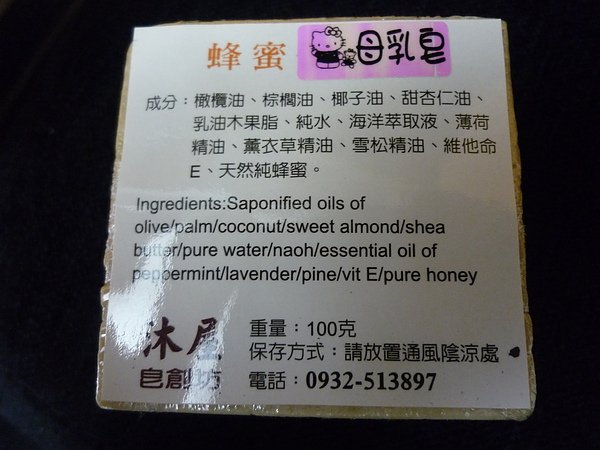 蜂蜜 母乳皂
成分：橄欖油、棕櫚油、椰子油、甜杏仁油、
乳油木果脂、純水、海洋萃取液、薄荷
精油、薰衣草精油、雪松精油、維他命
E、天然純蜂蜜。
Ingredients:Saponified oils of
olive/palm/coconut/sweet almond/shea
butter/pure water/naoh/essential oil of
peppermint/lavender/pine/vit E/pure honey
沐屋
皂創坊
重量：100克
保存方式：請放置通風陰涼處
電話：0932-513897